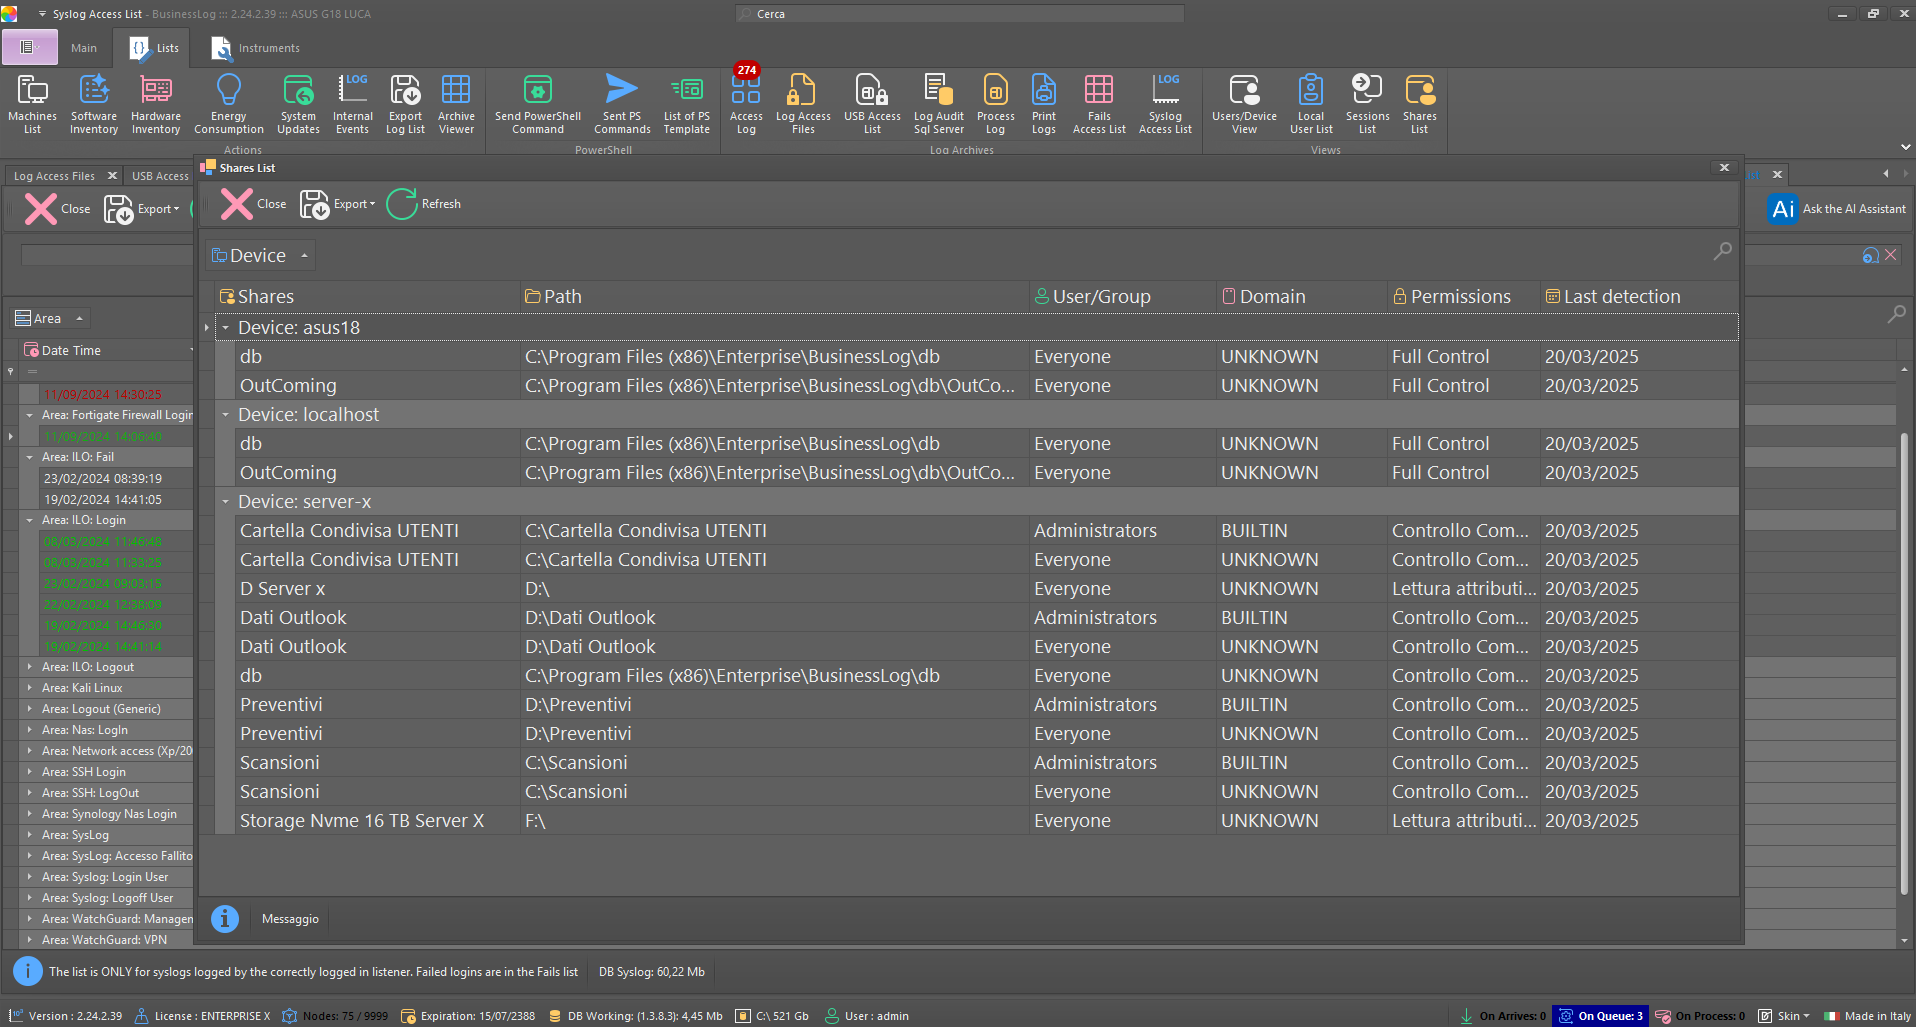 Syslog Access List - BusinessLog ::: 2.24.2.39 ::: ASUS G18 LUCA
Cerca
Main
Lists
Instruments
Machines List
Software Inventory
Hardware Inventory
Energy Consumption
System Updates
LOG
Internal Events
Export Log List
Archive Viewer
Actions
Send PowerShell Command
Sent PS Commands
List of PS Template
PowerShell
274
Access Log
Log Access Files
USB Access List
Log Audit Sql Server
Process Log
Print Logs
Fails Access List
LOG
Syslog Access List
Log Archives
Users/Device View
Local User List
Sessions List
Shares List
Views
Log Access Files
USB Access
Close
Export
Ai Ask the AI Assistant
Area
Date Time
11/09/2024 14:30:25
Area: Fortigate Firewall Login
11/09/2024 14:06:40
Area: ILO: Fail
23/02/2024 08:39:19
19/02/2024 14:41:05
Area: ILO: Login
08/03/2024 11:46:48
08/03/2024 11:33:25
23/02/2024 09:03:15
22/02/2024 12:38:09
19/02/2024 14:46:30
19/02/2024 14:41:14
Area: ILO: Logout
Area: Kali Linux
Area: Logout (Generic)
Area: Nas: LogIn
Area: Network access (Xp/20
Area: SSH Login
Area: SSH: LogOut
Area: Synology Nas Login
Area: SysLog
Area: SysLog: Accesso Fallito
Area: Syslog: Login User
Area: Syslog: Logoff User
Area: WatchGuard: Managen
Area: WatchGuard: VPN
Shares List
Close
Export
Refresh
Device
Shares Path User/Group Domain Permissions Last detection
Device: asus18
db C:\Program Files (x86)\Enterprise\BusinessLog\db Everyone UNKNOWN Full Control 20/03/2025
OutComing C:\Program Files (x86)\Enterprise\BusinessLog\db\OutCo... Everyone UNKNOWN Full Control 20/03/2025
Device: localhost
db C:\Program Files (x86)\Enterprise\BusinessLog\db Everyone UNKNOWN Full Control 20/03/2025
OutComing C:\Program Files (x86)\Enterprise\BusinessLog\db\OutCo... Everyone UNKNOWN Full Control 20/03/2025
Device: server-x
Cartella Condivisa UTENTI C:\Cartella Condivisa UTENTI Administrators BUILTIN Controllo Com... 20/03/2025
Cartella Condivisa UTENTI C:\Cartella Condivisa UTENTI Everyone UNKNOWN Controllo Com... 20/03/2025
D Server x D:\ Everyone UNKNOWN Lettura attributi... 20/03/2025
Dati Outlook D:\Dati Outlook Administrators BUILTIN Controllo Com... 20/03/2025
Dati Outlook D:\Dati Outlook Everyone UNKNOWN Controllo Com... 20/03/2025
db C:\Program Files (x86)\Enterprise\BusinessLog\db Everyone UNKNOWN Controllo Com... 20/03/2025
Preventivi D:\Preventivi Administrators BUILTIN Controllo Com... 20/03/2025
Preventivi D:\Preventivi Everyone UNKNOWN Controllo Com... 20/03/2025
Scansioni C:\Scansioni Administrators BUILTIN Controllo Com... 20/03/2025
Scansioni C:\Scansioni Everyone UNKNOWN Controllo Com... 20/03/2025
Storage Nvme 16 TB Server X F:\ Everyone UNKNOWN Lettura attributi... 20/03/2025
Messaggio
The list is ONLY for syslogs logged by the correctly logged in listener. Failed logins are in the Fails list DB Syslog: 60,22 Mb
Version : 2.24.2.39 License : ENTERPRISE X Nodes: 75 / 9999 Expiration: 15/07/2388 DB Working: (1.3.8.3): 4,45 Mb C:\ 521 Gb User : admin On Arrives: 0 On Queue: 3 On Process: 0 Skin Made in Italy